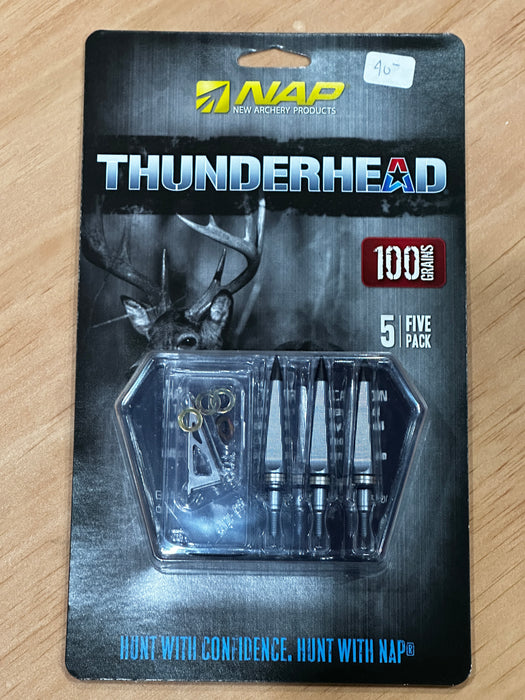 40-
NAP
NEW ARCHERY PRODUCTS
THUNDERHEAD
100 GRAINS
5 FIVE PACK
HUNT WITH CONFIDENCE. HUNT WITH NAP®